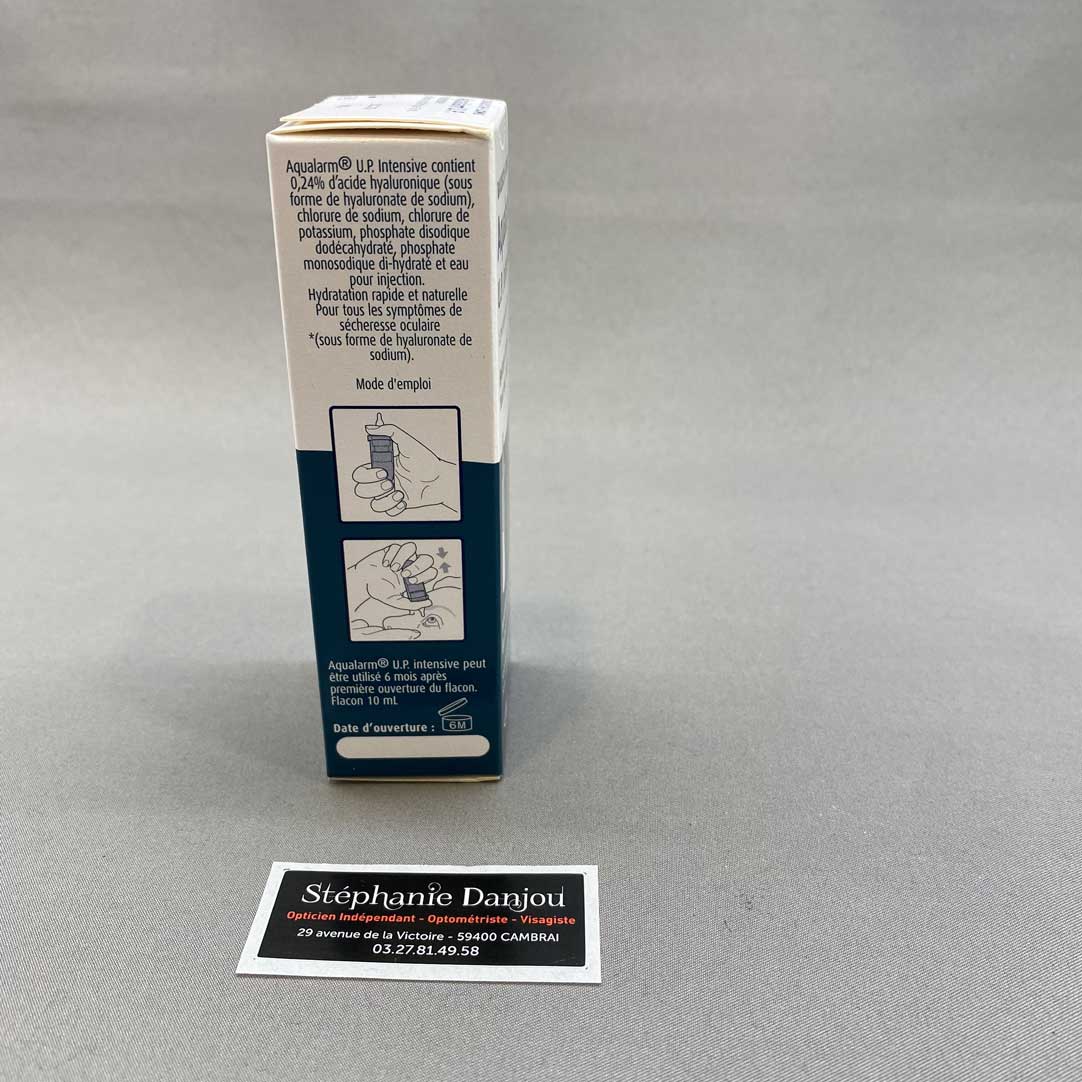 Aqualarm® U.P. Intensive contient
0,24% d'acide hyaluronique (sous
forme de hyaluronate de sodium),
chlorure de sodium, chlorure de
potassium, phosphate disodique
dodécahydraté, phosphate
monosodique di-hydraté et eau
pour injection.
Hydratation rapide et naturelle
Pour tous les symptômes de
sécheresse oculaire
*(sous forme de hyaluronate de
sodium).
Mode d'emploi
Aqualarm® U.P. intensive peut
être utilisé 6 mois après
première ouverture du flacon.
Flacon 10 mL
Date d'ouverture :
6M
Stéphanie Danjou
Opticien Indépendant - Optométriste - Visagiste
29 avenue de la Victoire - 59400 CAMBRAI
03.27.81.49.58